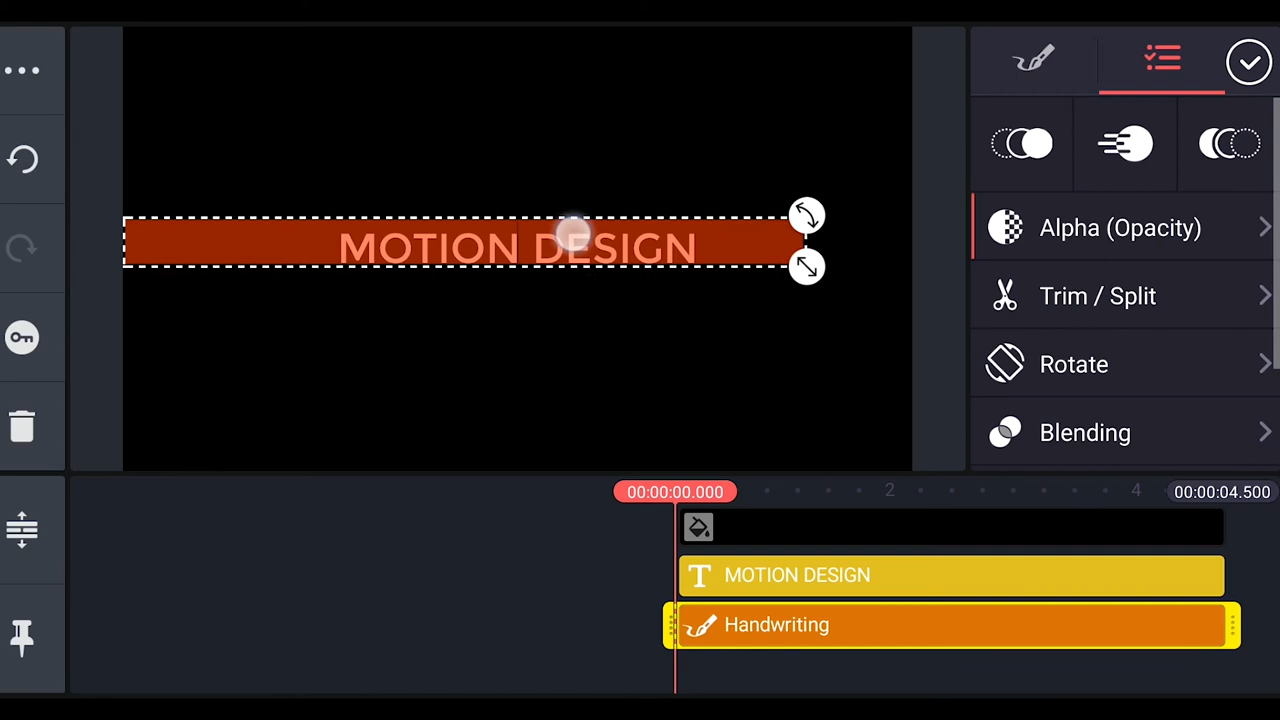 MOTION DESIGN
Alpha (Opacity)
Trim / Split
Rotate
Blending
00:00:00.000
2
4
00:00:04.500
T MOTION DESIGN
Handwriting